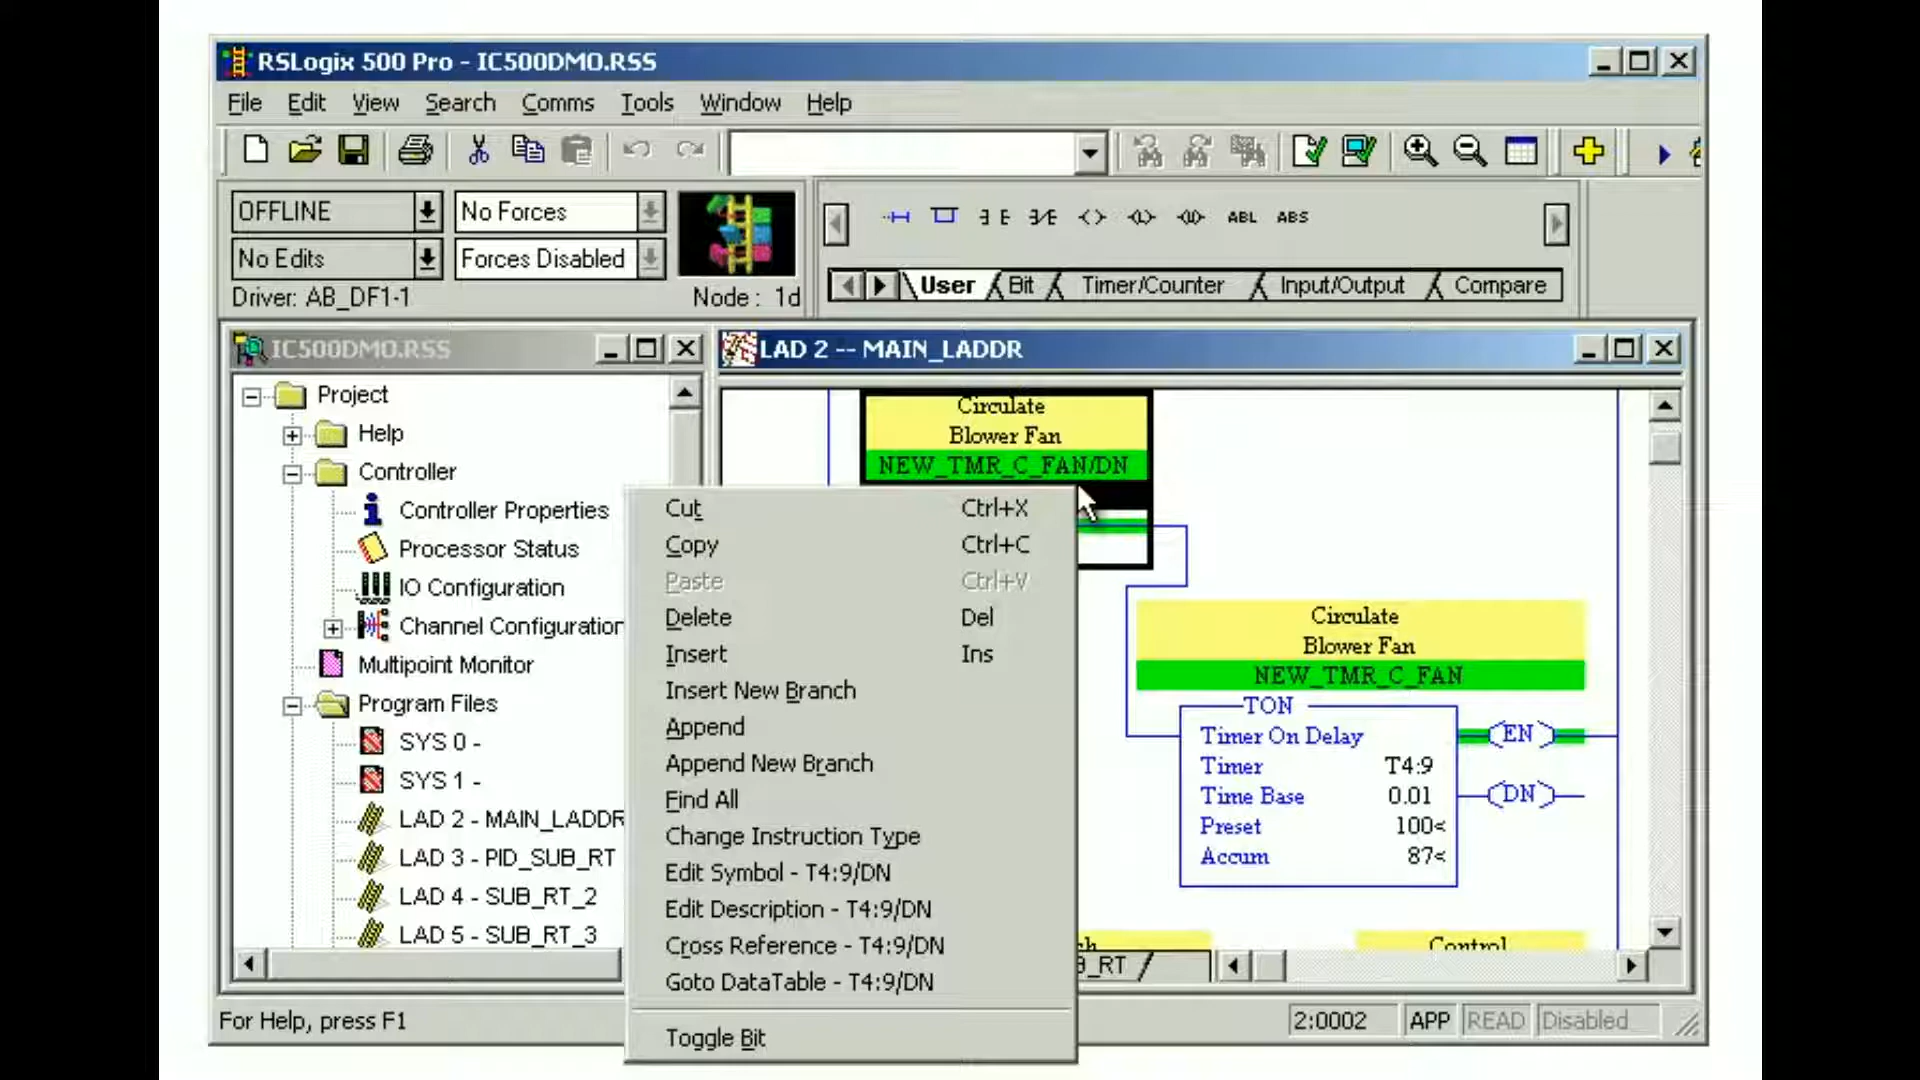 RSLogix 500 Pro - IC500DMO.RSS
File Edit View Search Comms Tools Window Help
OFFLINE No Forces
No Edits Forces Disabled
Driver: AB_DF1-1 Node : 1d
ABL ABS
User Bit Timer/Counter Input/Output Compare
IC500DMO.RSS
Project
Help
Controller
Controller Properties
Processor Status
IO Configuration
Channel Configuration
Multipoint Monitor
Program Files
SYS 0 -
SYS 1 -
LAD 2 - MAIN_LADDR
LAD 3 - PID_SUB_RT
LAD 4 - SUB_RT_2
LAD 5 - SUB_RT_3
LAD 2 -- MAIN_LADDR
Circulate
Blower Fan
NEW_TMR_C_FAN/DN
Cut Ctrl+X
Copy Ctrl+C
Paste Ctrl+V
Delete Del
Insert Ins
Insert New Branch
Append
Append New Branch
Find All
Change Instruction Type
Edit Symbol - T4:9/DN
Edit Description - T4:9/DN
Cross Reference - T4:9/DN
Goto DataTable - T4:9/DN
Toggle Bit
Circulate
Blower Fan
NEW_TMR_C_FAN
TON
Timer On Delay EN
Timer T4:9
Time Base 0.01 DN
Preset 100<
Accum 87<
Control
B_RT
For Help, press F1 2:0002 APP READ Disabled